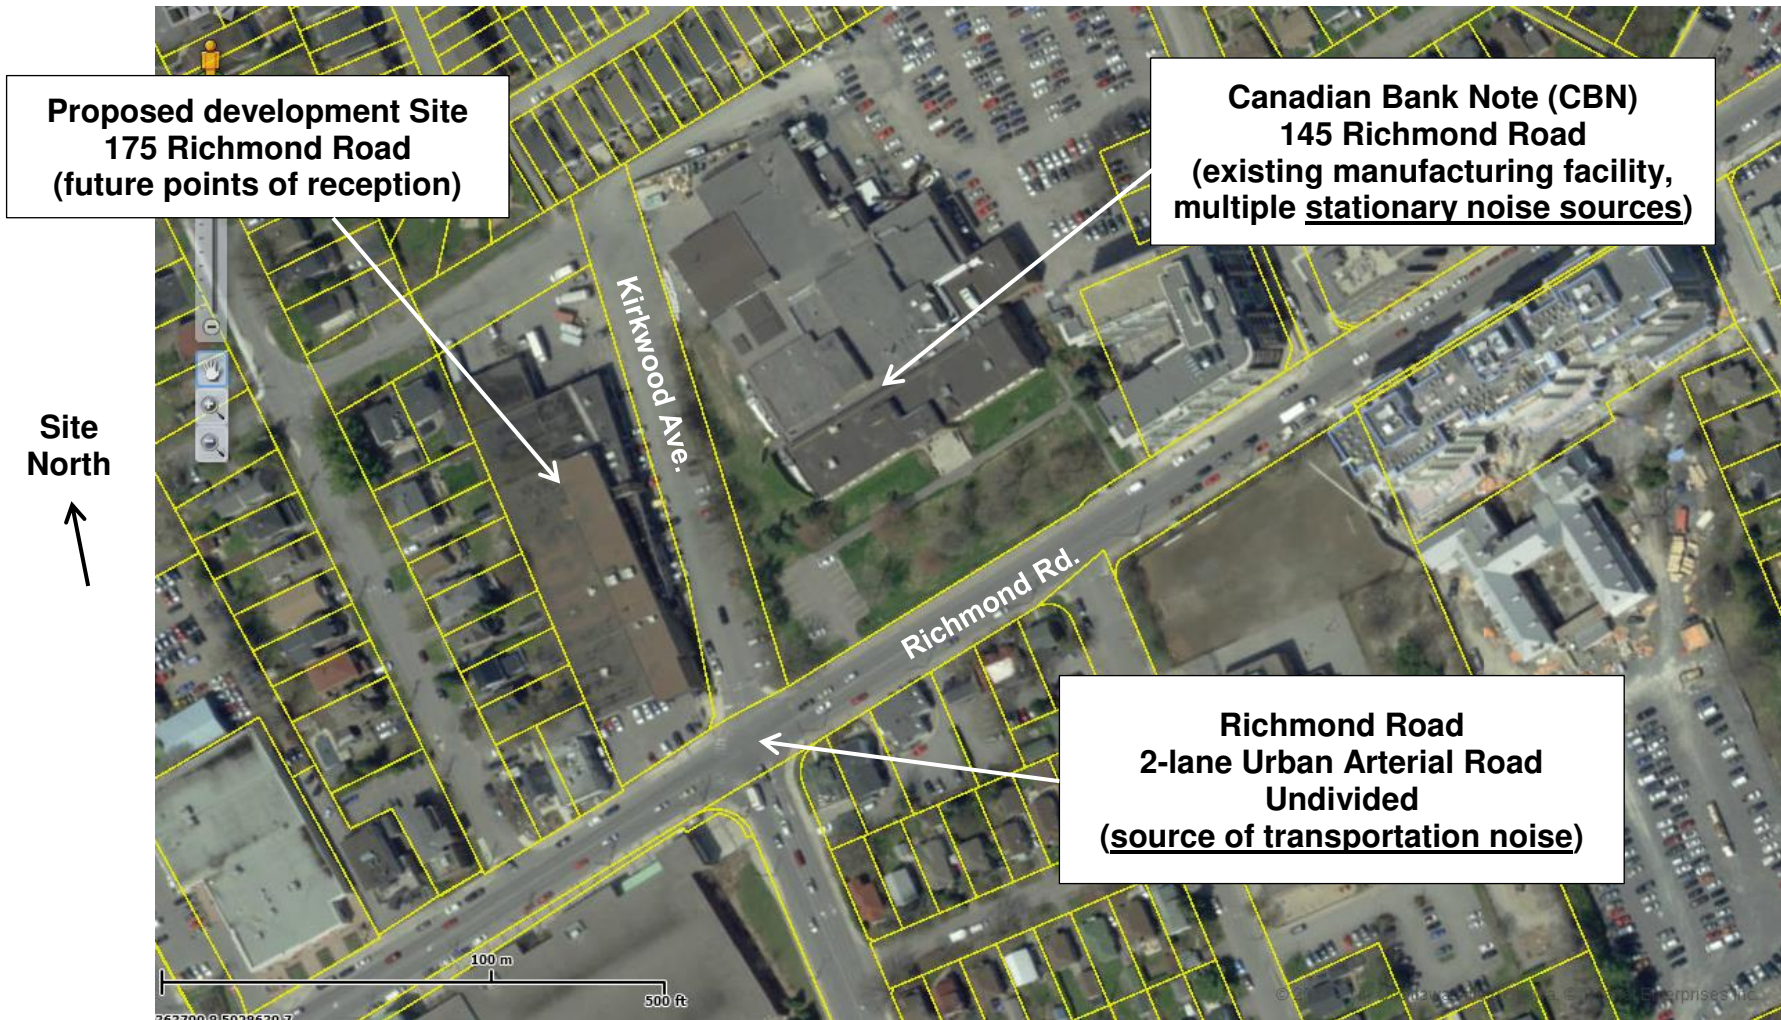 Proposed development Site
175 Richmond Road
(future points of reception)
Canadian Bank Note (CBN)
145 Richmond Road
(existing manufacturing facility,
multiple stationary noise sources)
Kirkwood Ave.
Site
North
Richmond Rd.
Richmond Road
2-lane Urban Arterial Road
Undivided
(source of transportation noise)
100 m
500 ft